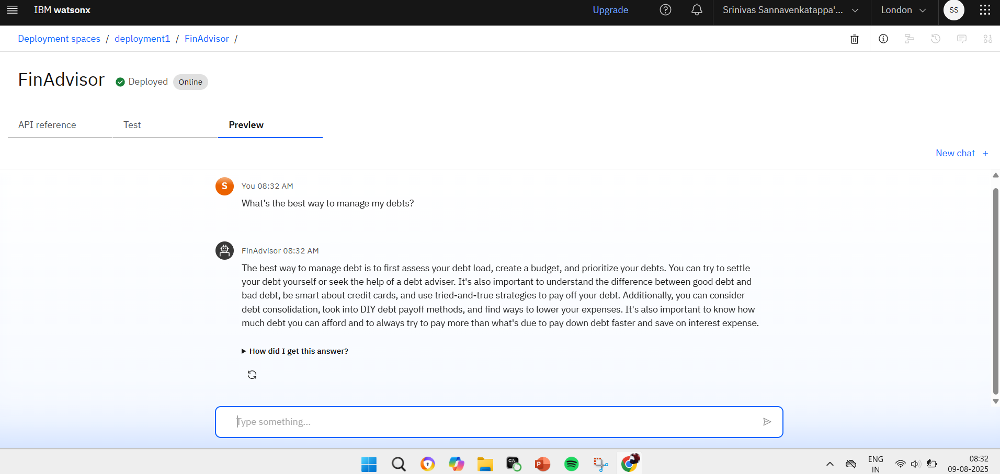 IBM watsonx
Upgrade
Srinivas Sannavenkatappa'...
London
SS
Deployment spaces / deployment1 / FinAdvisor /
FinAdvisor
Deployed
Online
API reference
Test
Preview
New chat +
S
You 08:32 AM
What’s the best way to manage my debts?
FinAdvisor 08:32 AM
The best way to manage debt is to first assess your debt load, create a budget, and prioritize your debts. You can try to settle
your debt yourself or seek the help of a debt adviser. It's also important to understand the difference between good debt and
bad debt, be smart about credit cards, and use tried-and-true strategies to pay off your debt. Additionally, you can consider
debt consolidation, look into DIY debt payoff methods, and find ways to lower your expenses. It's also important to know how
much debt you can afford and to always try to pay more than what's due to pay down debt faster and save on interest expense.
How did I get this answer?
Type something...
C:\
P
ENG
IN
08:32
09-08-2025